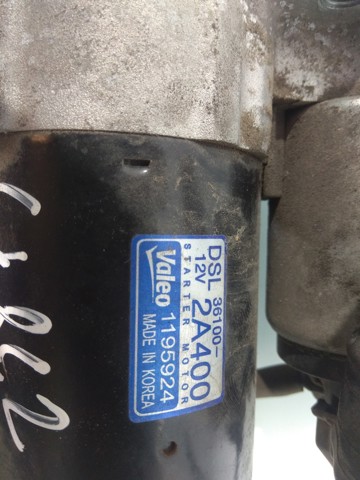 DSL 36100-
12V 2A400
STARTER MOTOR
Valeo 1195924
MADE IN KOREA